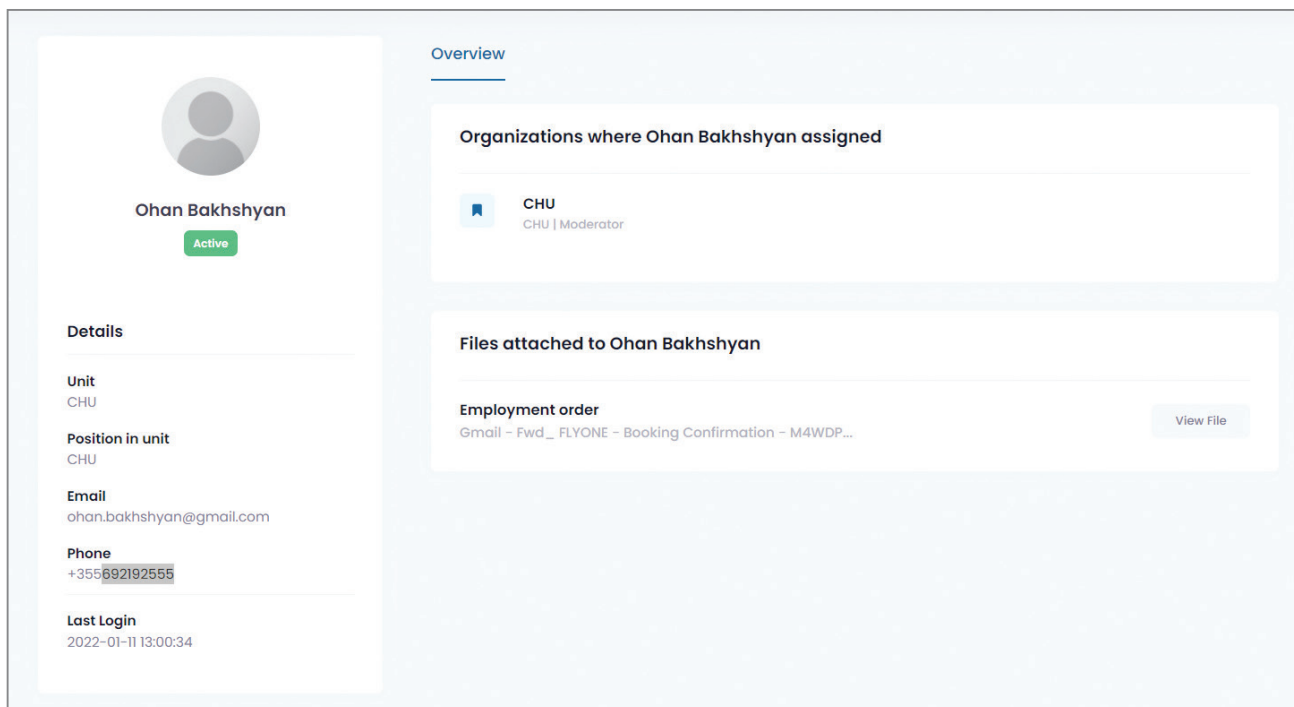 Ohan Bakhshyan
Active
Details
Unit
CHU
Position in unit
CHU
Email
ohan.bakhshyan@gmail.com
Phone
+355692192555
Last Login
2022-01-11 13:00:34
Overview
Organizations where Ohan Bakhshyan assigned
CHU
CHU | Moderator
Files attached to Ohan Bakhshyan
Employment order
Gmail - Fwd_ FLYONE - Booking Confirmation - M4WDP...
View File